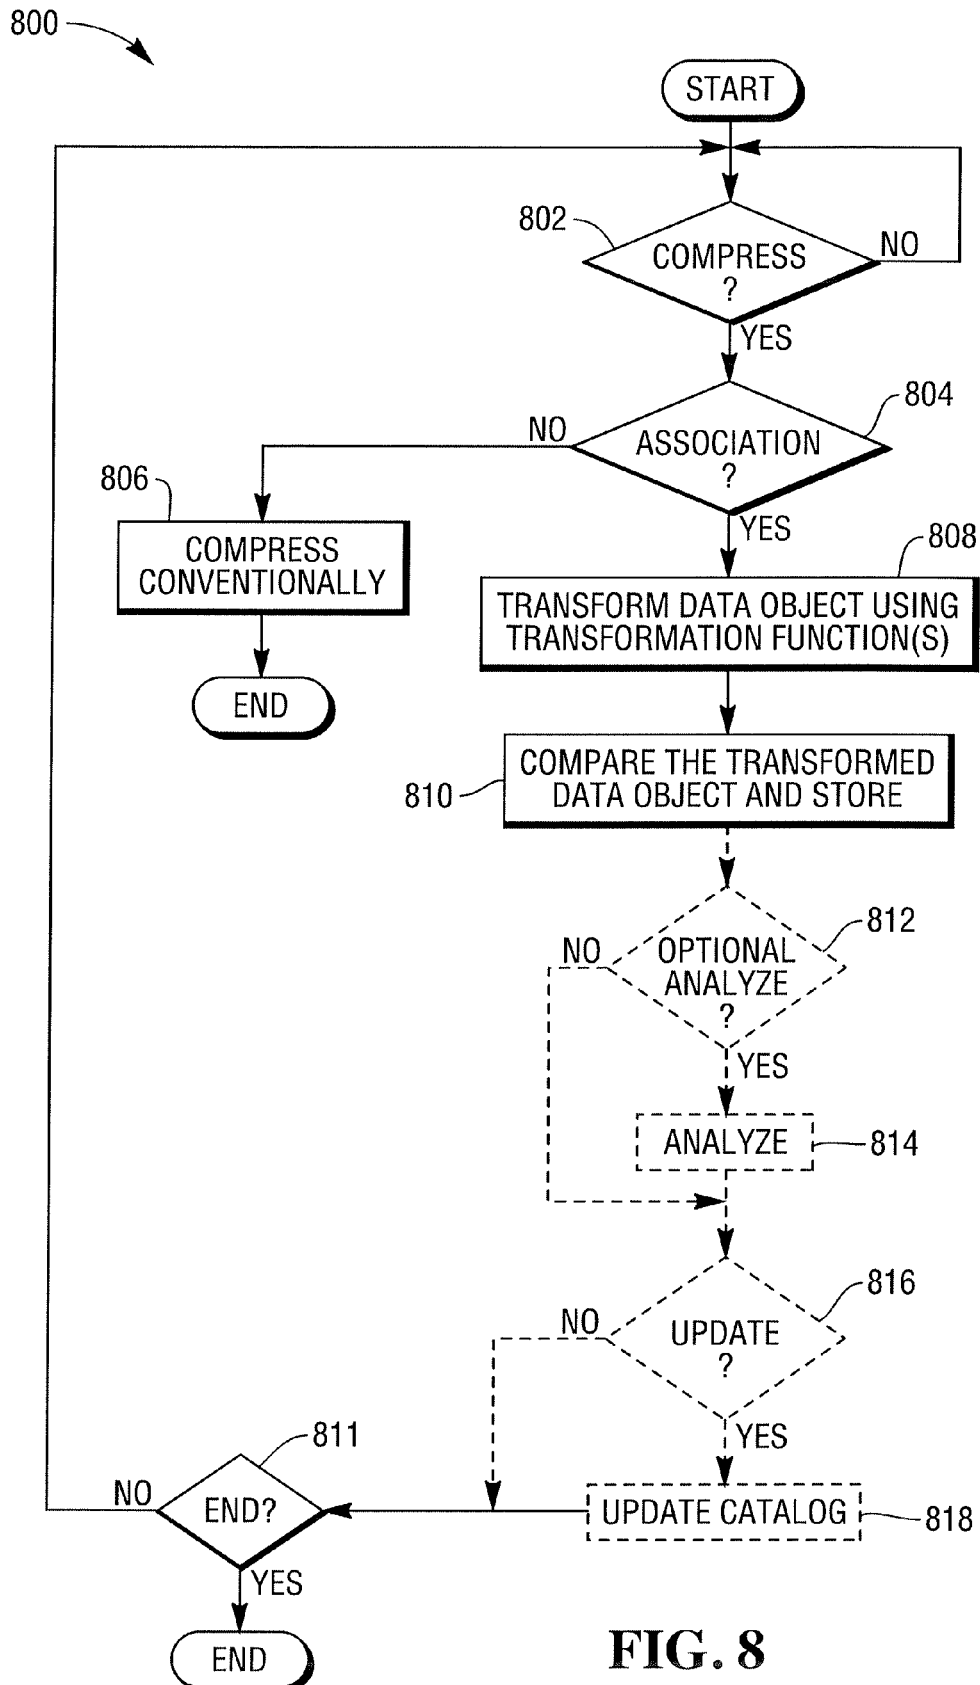 800
START
802
COMPRESS
?
NO
YES
804
NO
ASSOCIATION
?
YES
806
COMPRESS
CONVENTIONALLY
END
808
TRANSFORM DATA OBJECT USING
TRANSFORMATION FUNCTION(S)
810
COMPARE THE TRANSFORMED
DATA OBJECT AND STORE
812
NO
OPTIONAL
ANALYZE
?
YES
ANALYZE
814
816
NO
UPDATE
?
YES
811
NO
END?
YES
UPDATE CATALOG
818
END
FIG. 8